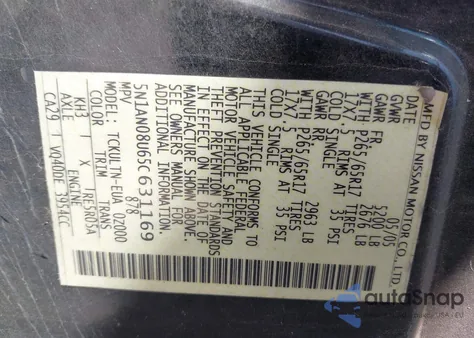 MFD BY NISSAN MOTOR CO.,LTD.
DATE 05/05
GVWR 5200 LB
GAWR FR 2676 LB
P265/65R17 TIRES
17X7.5 RIMS AT 35 PSI
COLD SINGLE
GAWR RR 2963 LB
WITH P265/65R17 TIRES
17X7.5 RIMS AT 35 PSI
COLD SINGLE
THIS VEHICLE CONFORMS TO
ALL APPLICABLE FEDERAL
MOTOR VEHICLE SAFETY AND
THEFT PREVENTION STANDARDS
IN EFFECT ON THE DATE OF
MANUFACTURE SHOWN ABOVE.
SEE OWNERS MANUAL FOR
ADDITIONAL INFORMATION.
5N1AN08U65C631169
MPV 878
TCKULTN-EUA 02000
COLOR TRIM TRANS
KH3 X RE5R05A
AXLE ENGINE
CA29 VQ40DE 3954CC
autoSnap